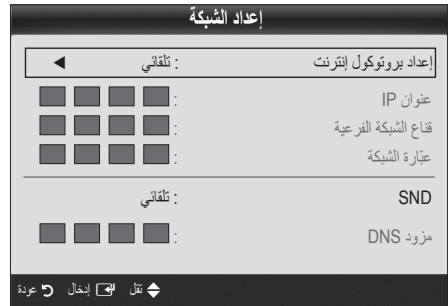 إعداد الشبكة
إعداد بروتوكول إنترنت : تلقائي ◀
عنوان IP :
قناع الشبكة الفرعية :
عبّارة الشبكة :
SND : تلقائي
مزود DNS :
نقل إدخال عودة